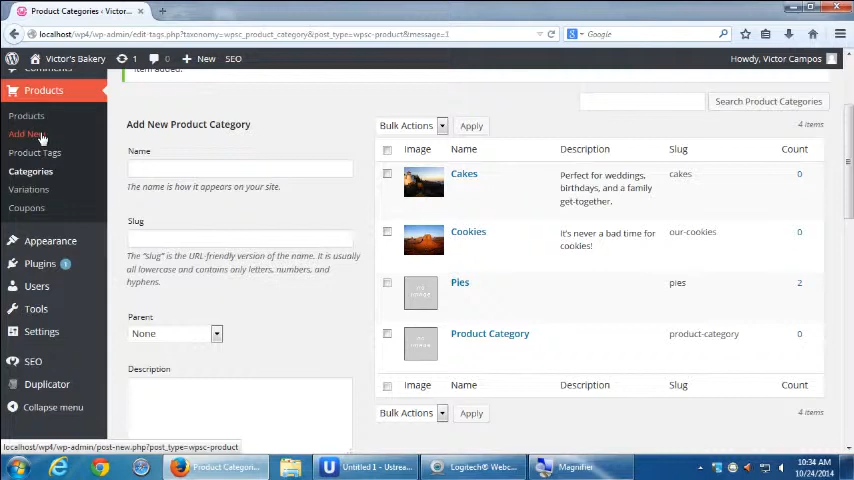 Product Categories ‹ Victor...
localhost/wp4/wp-admin/edit-tags.php?taxonomy=wpsc_product_category&post_type=wpsc-product&message=1
Google
Victor's Bakery
1
0
New
SEO
Howdy, Victor Campos
Comments
Item added.
Products
Products
Add New
Product Tags
Categories
Variations
Coupons
Appearance
Plugins 1
Users
Tools
Settings
SEO
Duplicator
Collapse menu
Search Product Categories
Add New Product Category
Name
The name is how it appears on your site.
Slug
The “slug” is the URL-friendly version of the name. It is usually
all lowercase and contains only letters, numbers, and
hyphens.
Parent
None
Description
Bulk Actions
Apply
4 items
Image Name Description Slug Count
Cakes
Perfect for weddings,
birthdays, and a family
get-together.
cakes
0
Cookies
It's never a bad time for
cookies!
our-cookies
0
Pies
pies
2
Product Category
product-category
0
Image Name Description Slug Count
Bulk Actions
Apply
4 items
localhost/wp4/wp-admin/post-new.php?post_type=wpsc-product
Product Categori...
Untitled 1 - Ustrea...
Logitech® Webc...
Magnifier
10:34 AM
10/24/2014